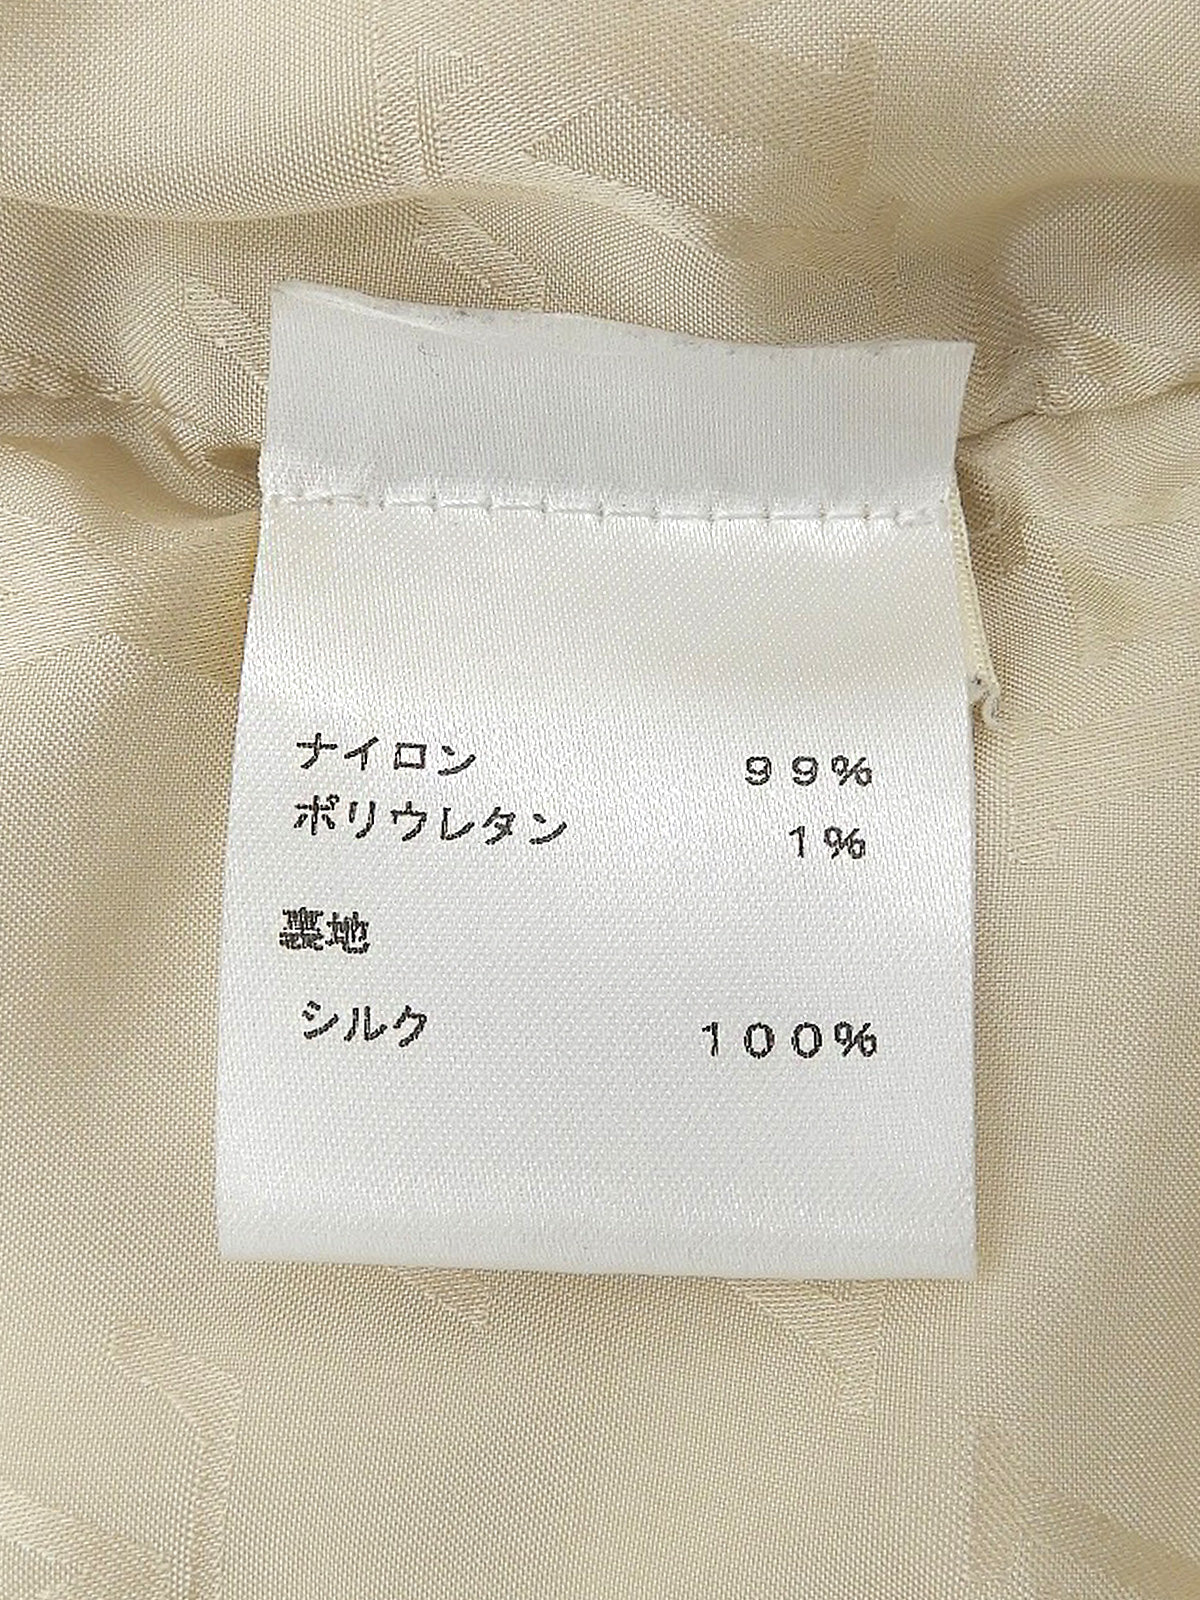 ナイロン 99%
ポリウレタン 1%
裏地
シルク 100%